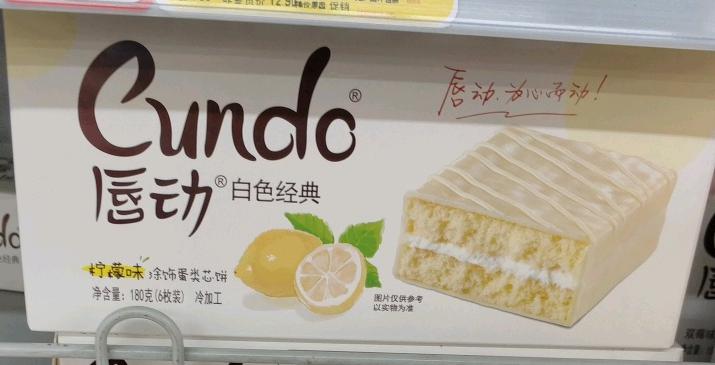 Cundo®
唇动®白色经典
唇动,为心而动!
柠檬味 涂饰蛋类芯饼
净含量:180克(6枚装) 冷加工
图片仅供参考
以实物为准